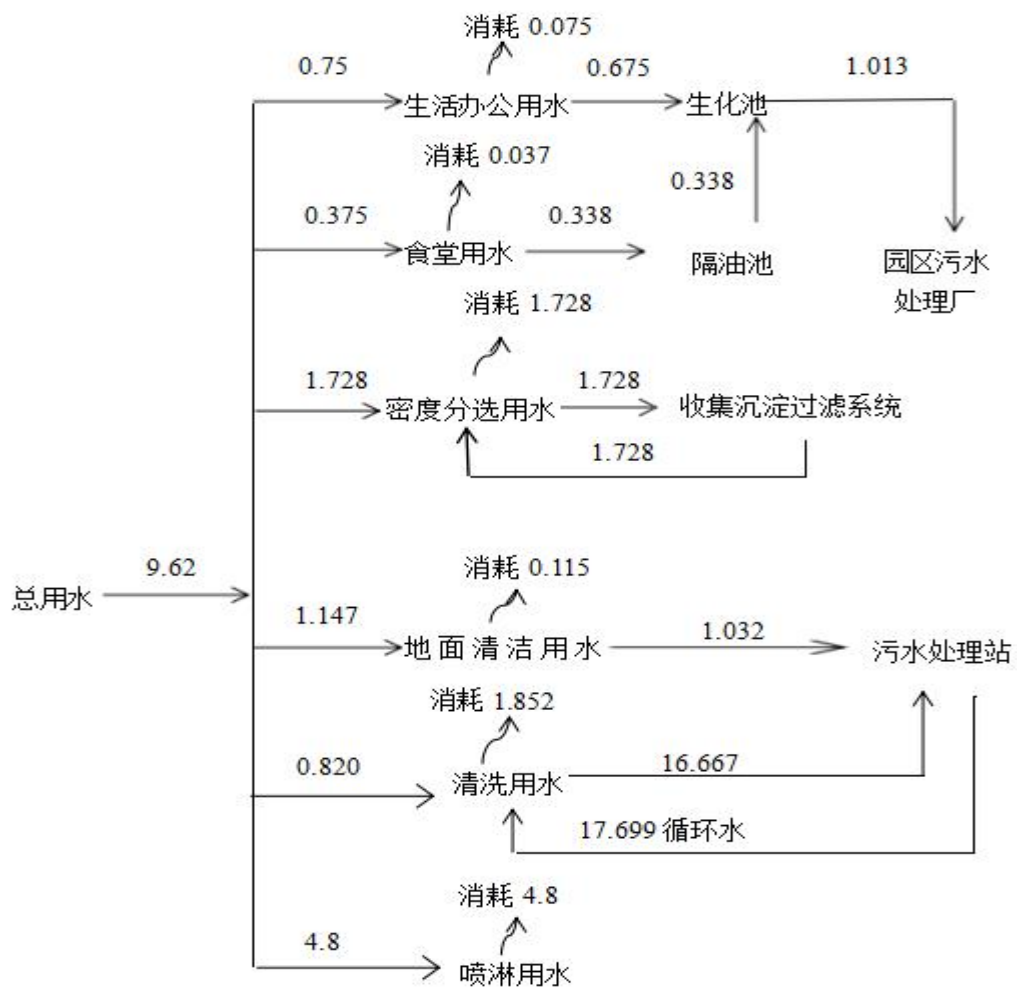 消耗 0.075
0.75
0.675
1.013
生活办公用水
生化池
消耗 0.037
0.375
0.338
0.338
食堂用水
隔油池
园区污水
处理厂
消耗 1.728
1.728
1.728
密度分选用水
收集沉淀过滤系统
1.728
消耗 0.115
9.62
总用水
1.147
1.032
地面清洁用水
污水处理站
消耗 1.852
0.820
16.667
清洗用水
17.699 循环水
消耗 4.8
4.8
喷淋用水